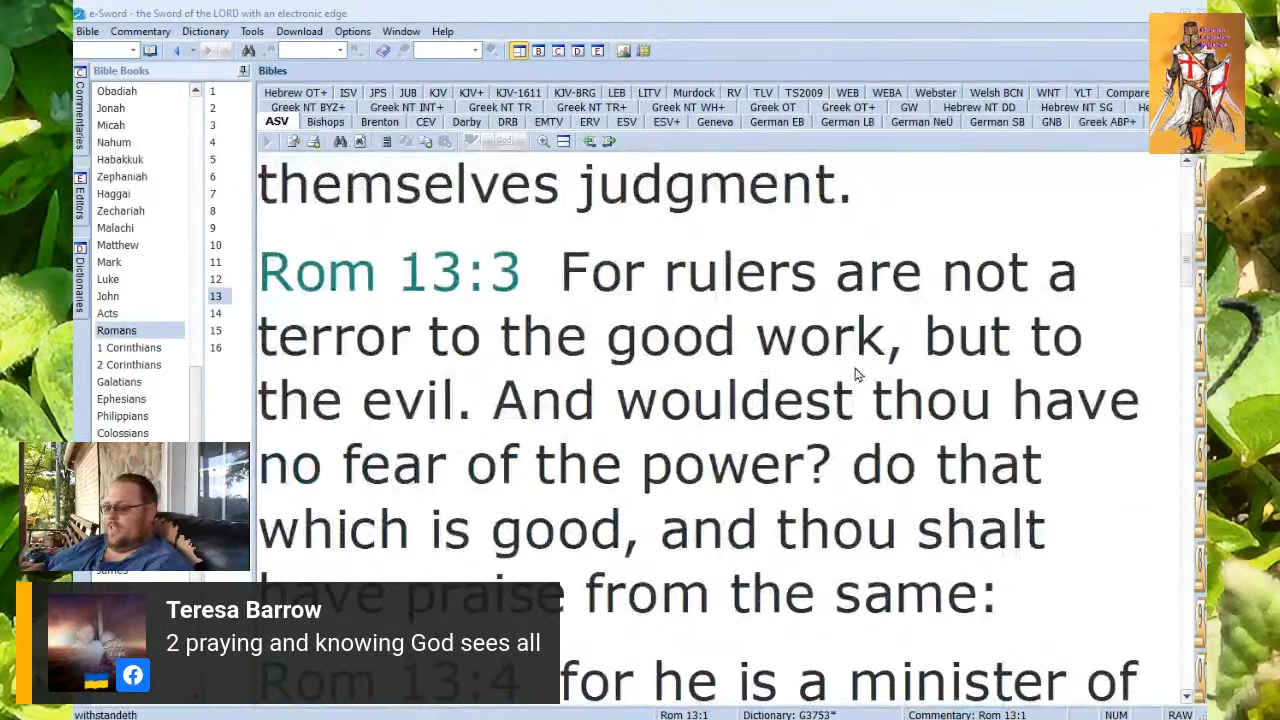 e-Sword - the Sword of the LORD with an electronic edge
Bible Commentary Dictionary Tools Download Options Window Help
Bible Books
Bibles
Commentaries
Editors
Dictionaries
Obadiah 1
Jonah 2
Micah 3
Nahum 4
Habakkuk 5
Zephaniah 6
Haggai 7
Zechariah 8
Malachi 9
Matthew 10
Mark 11
Luke 12
John 13
Acts 14
Romans 15
1 Corinthians 16
2 Corinthians
Galatians
Ephesians
Philippians
Colossians
James
Hebrew OT+ ISV JPS JUB KJV KJV+ KJV-1611 KJV-BRG LEB LITV Murdock RV TLV TS2009 WEB WEBA Webster Welsh BCN WNT YLT Compare
Greek NT BYZ+ Greek NT INT+ Greek NT TR Greek NT TR+ Greek NT WH+ Greek OT Greek OT+ GW Hebrew NT DD Hebrew NT SG
ASV Bishops Brenton CEV Darby DNB EMTV ERV ESV ESV+ Geneva German EB German LB German NeÜ German SB GNB Greek ABP+
themselves judgment.
Rom 13:3 For rulers are not a
terror to the good work, but to
the evil. And wouldest thou have
no fear of the power? do that
which is good, and thou shalt
have praise from the same:
Rom 13:4 for he is a minister of
Teresa Barrow
2 praying and knowing God sees all
withstandeth Rom 13:1 Dictionary: G3753* Commentary: Rom 13:1 NUM RAW